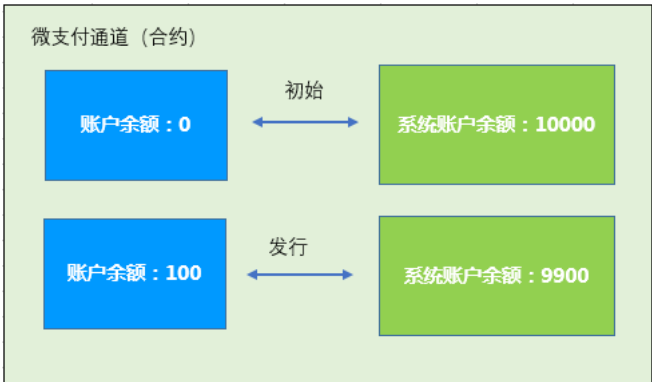 微支付通道（合约）
初始
账户余额：0
系统账户余额：10000
发行
账户余额：100
系统账户余额：9900